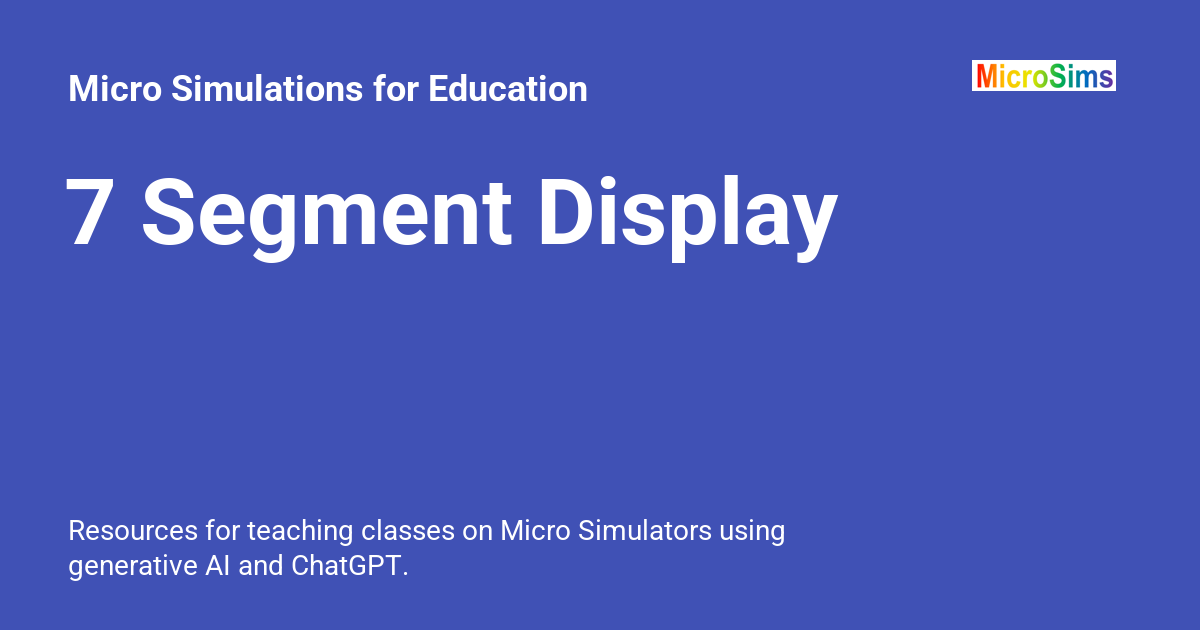 Micro Simulations for Education
MicroSims
7 Segment Display
Resources for teaching classes on Micro Simulators using
generative AI and ChatGPT.